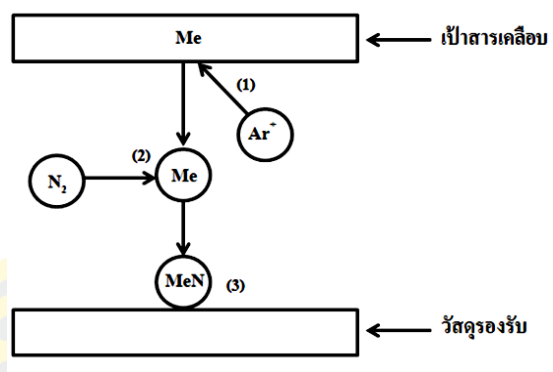 Me
เป้าสารเคลือบ
(1)
Ar⁺
(2)
N₂
Me
MeN
(3)
วัสดุรองรับ